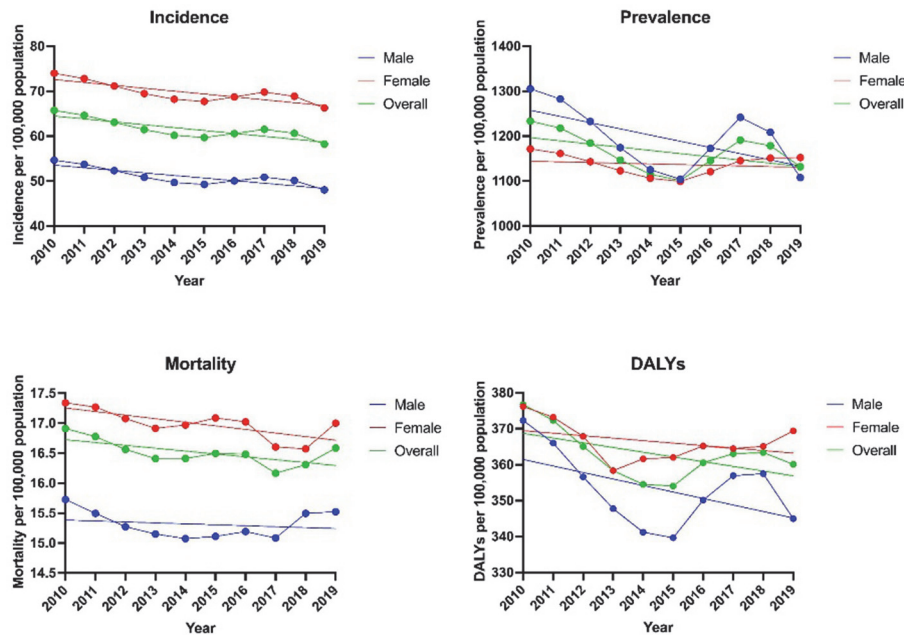 Incidence
Incidence per 100,000 population
80
70
60
50
40
2010
2011
2012
2013
2014
2015
2016
2017
2018
2019
Year
Male
Female
Overall
Prevalence
Prevalence per 100,000 population
1400
1300
1200
1100
1000
2010
2011
2012
2013
2014
2015
2016
2017
2018
2019
Year
Male
Female
Overall
Mortality
Mortality per 100,000 population
17.5
17.0
16.5
16.0
15.5
15.0
14.5
2010
2011
2012
2013
2014
2015
2016
2017
2018
2019
Year
Male
Female
Overall
DALYs
DALYs per 100,000 population
380
370
360
350
340
330
2010
2011
2012
2013
2014
2015
2016
2017
2018
2019
Year
Male
Female
Overall